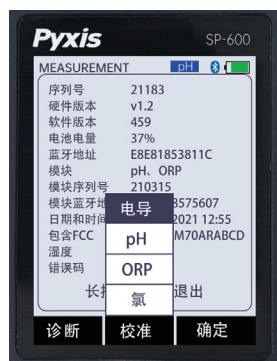 Pyxis SP-600
MEASUREMENT pH
序列号 21183
硬件版本 v1.2
软件版本 459
电池电量 37%
蓝牙地址 E8E81853811C
模块 pH、ORP
模块序列号 210315
模块蓝牙地 3575607
日期和时间 2021 12:55
包含FCC M70ARABCD
湿度
错误码
长 退出
电导
pH
ORP
氯
诊断 校准 确定